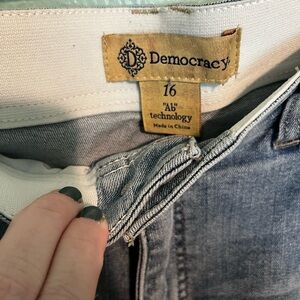 D Democracy
16
"Ab"
technology
Made in China